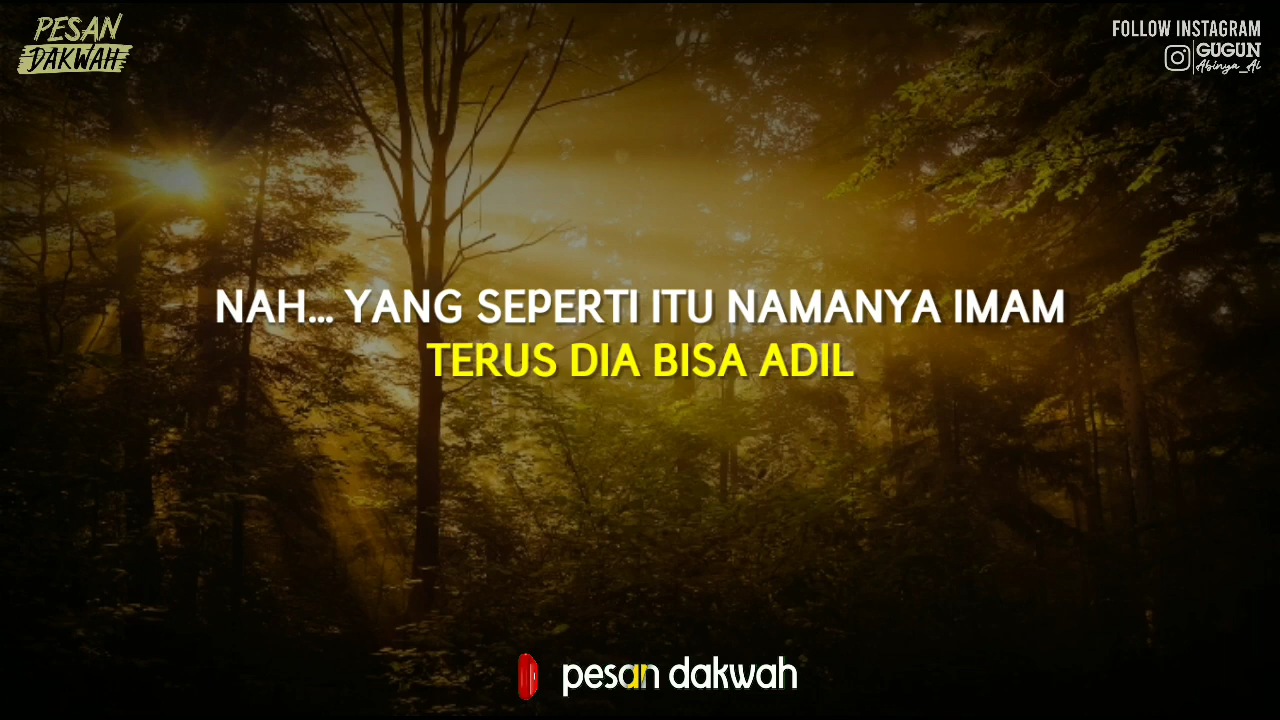 PESAN
DAKWAH
FOLLOW INSTAGRAM
GUGUN
Abinya_Al
NAH... YANG SEPERTI ITU NAMANYA IMAM
TERUS DIA BISA ADIL
pesan dakwah